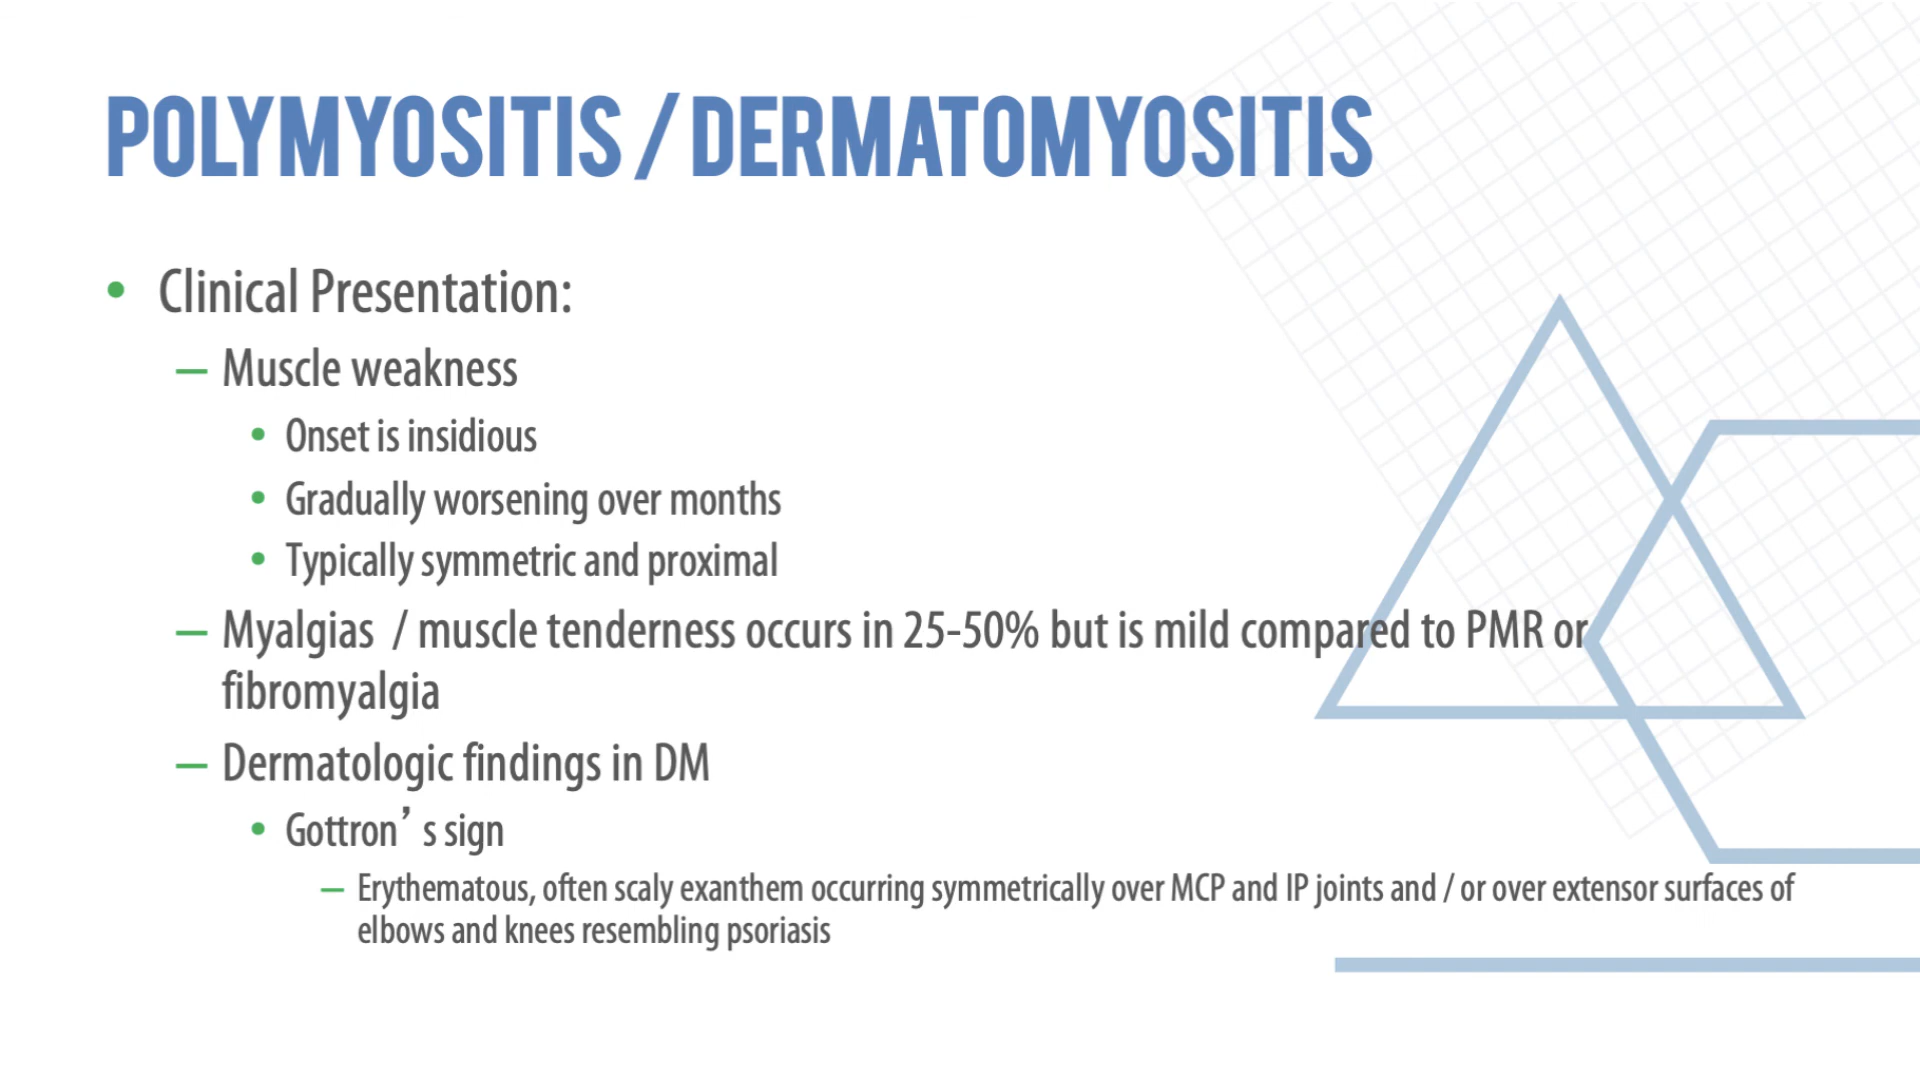 POLYMYOSITIS / DERMATOMYOSITIS
• Clinical Presentation:
– Muscle weakness
• Onset is insidious
• Gradually worsening over months
• Typically symmetric and proximal
– Myalgias / muscle tenderness occurs in 25-50% but is mild compared to PMR or
fibromyalgia
– Dermatologic findings in DM
• Gottron’ s sign
– Erythematous, often scaly exanthem occurring symmetrically over MCP and IP joints and / or over extensor surfaces of
elbows and knees resembling psoriasis